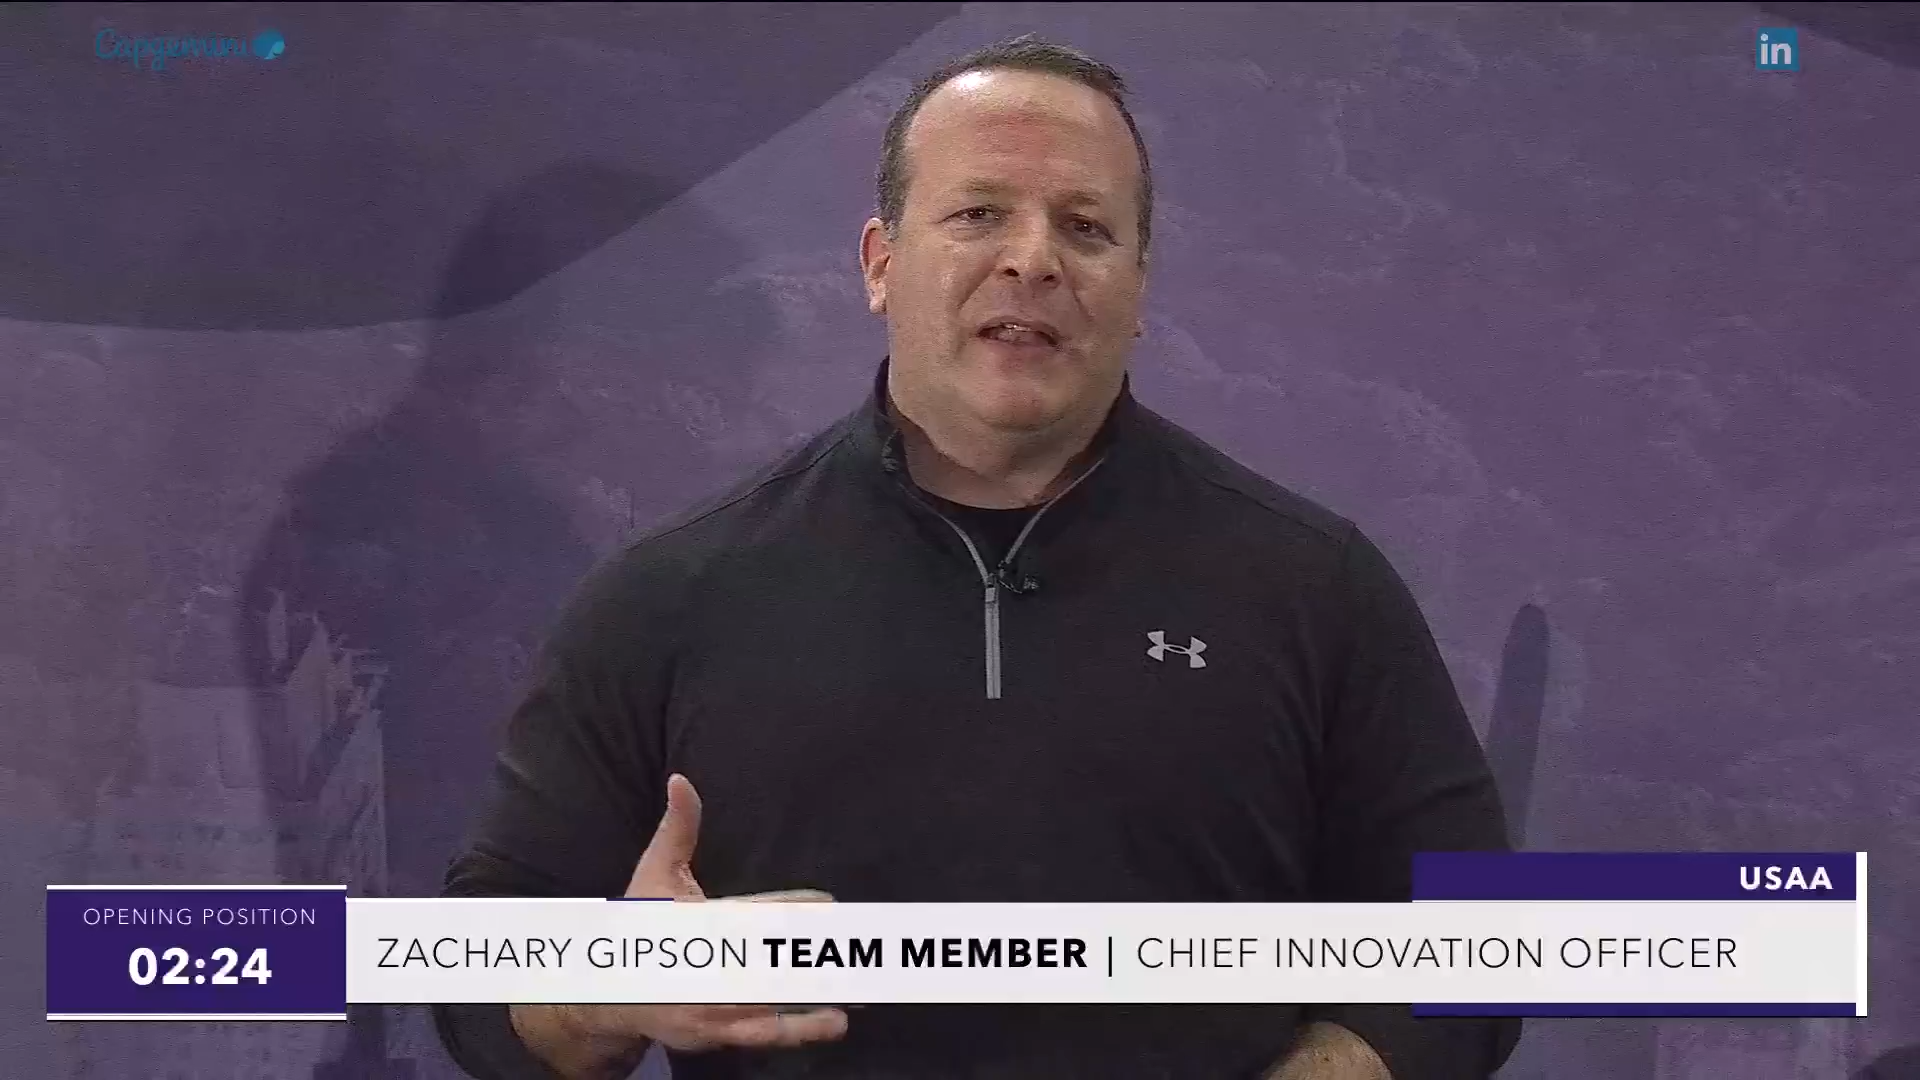 Capgemini
in
USAA
OPENING POSITION
02:24
ZACHARY GIPSON TEAM MEMBER | CHIEF INNOVATION OFFICER